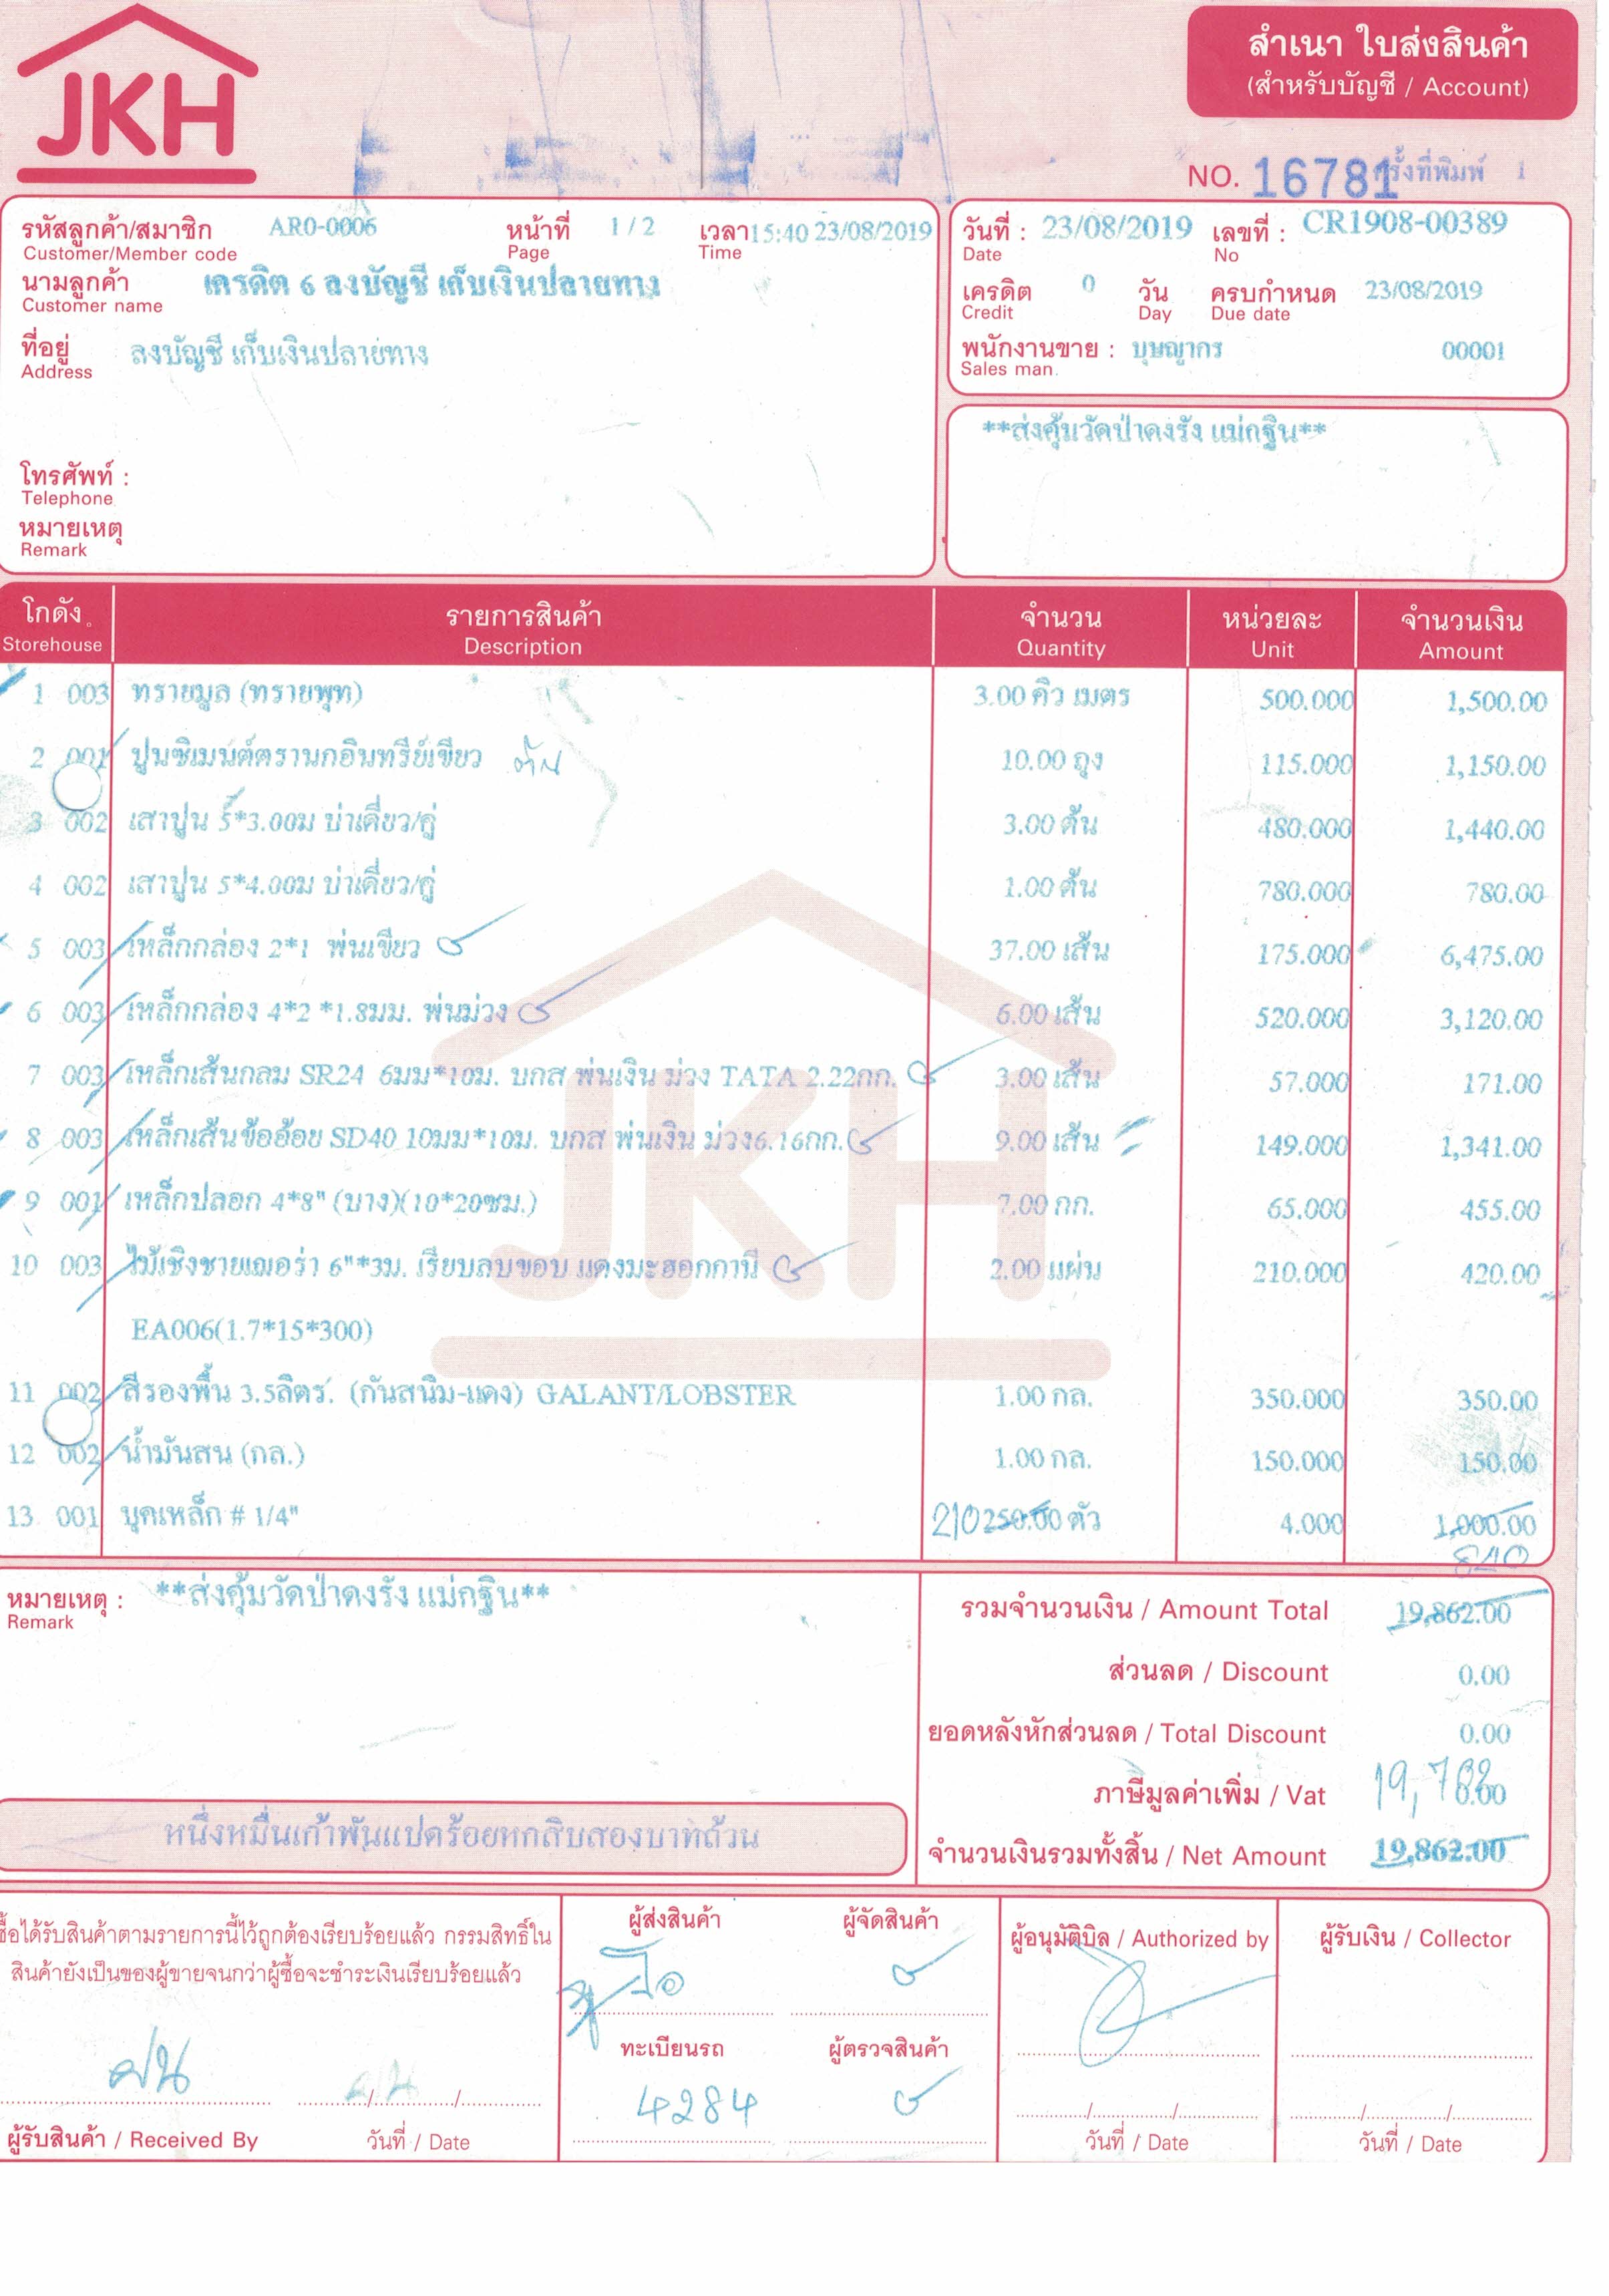 JKH
สำเนา ใบส่งสินค้า
(สำหรับบัญชี / Account)
NO. 16781 ครั้งที่พิมพ์ 1
รหัสลูกค้า/สมาชิก AR0-0006 หน้าที่ 1 / 2 เวลา 15:40 23/08/2019
Customer/Member code Page Time
นามลูกค้า เครดิต 6 ลงบัญชี เก็บเงินปลายทาง
Customer name
ที่อยู่ ลงบัญชี เก็บเงินปลายทาง
Address
โทรศัพท์ :
Telephone
หมายเหตุ
Remark
วันที่ : 23/08/2019 เลขที่ : CR1908-00389
Date No
เครดิต 0 วัน ครบกำหนด 23/08/2019
Credit Day Due date
พนักงานขาย : บุษญากร 00001
Sales man.
**ส่งคุ้มวัดป่าดงรัง แม่กฐิน**
โกดัง รายการสินค้า จำนวน หน่วยละ จำนวนเงิน
Storehouse Description Quantity Unit Amount
1 003 ทรายมูล (ทรายพุท) 3.00 คิว เมตร 500.000 1,500.00
2 001 ปูนซิเมนต์ตรานกอินทรีย์เขียว 10.00 ถุง 115.000 1,150.00
3 002 เสาปูน 5*3.00ม บ่าเดี่ยว/คู่ 3.00 ต้น 480.000 1,440.00
4 002 เสาปูน 5*4.00ม บ่าเดี่ยว/คู่ 1.00 ต้น 780.000 780.00
5 003 เหล็กกล่อง 2*1 พ่นเขียว 37.00 เส้น 175.000 6,475.00
6 003 เหล็กกล่อง 4*2 *1.8มม. พ่นม่วง 6.00 เส้น 520.000 3,120.00
7 003 เหล็กเส้นกลม SR24 6มม*10ม. บกส พ่นเงิน ม่วง TATA 2.22กก. 3.00 เส้น 57.000 171.00
8 003 เหล็กเส้นข้ออ้อย SD40 10มม*10ม. บกส พ่นเงิน ม่วง6.16กก. 9.00 เส้น 149.000 1,341.00
9 001 เหล็กปลอก 4*8" (บาง)(10*20ซม.) 7.00 กก. 65.000 455.00
10 003 ไม้เชิงชายเฌอร่า 6"*3ม. เรียบลบขอบ แดงมะฮอกกานี 2.00 แผ่น 210.000 420.00
EA006(1.7*15*300)
11 002 สีรองพื้น 3.5ลิตร. (กันสนิม-แดง) GALANT/LOBSTER 1.00 กล. 350.000 350.00
12 002 น้ำมันสน (กล.) 1.00 กล. 150.000 150.00
13 001 บุคเหล็ก # 1/4" 210 250.00 ตัว 4.000 1,000.00
840
หมายเหตุ : **ส่งคุ้มวัดป่าดงรัง แม่กฐิน**
Remark
รวมจำนวนเงิน / Amount Total 19,862.00
ส่วนลด / Discount 0.00
ยอดหลังหักส่วนลด / Total Discount 0.00
ภาษีมูลค่าเพิ่ม / Vat 0.00
หนึ่งหมื่นเก้าพันแปดร้อยหกสิบสองบาทถ้วน
จำนวนเงินรวมทั้งสิ้น / Net Amount 19,862.00
ซื้อได้รับสินค้าตามรายการนี้ไว้ถูกต้องเรียบร้อยแล้ว กรรมสิทธิ์ใน
สินค้ายังเป็นของผู้ขายจนกว่าผู้ซื้อจะชำระเงินเรียบร้อยแล้ว
ผู้รับสินค้า / Received By วันที่ / Date
ผู้ส่งสินค้า ผู้จัดสินค้า
ทะเบียนรถ ผู้ตรวจสินค้า
4284
ผู้อนุมัติบิล / Authorized by
วันที่ / Date
ผู้รับเงิน / Collector
วันที่ / Date